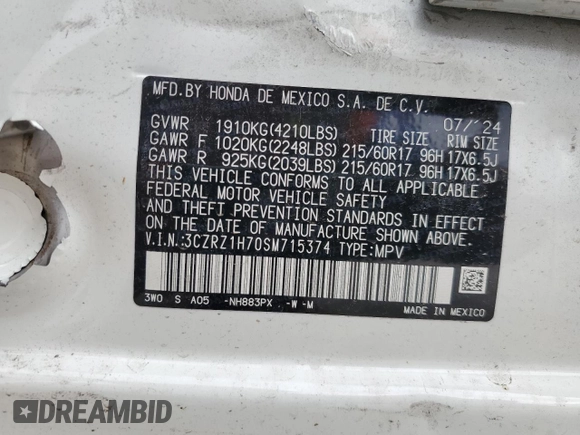 MFD.BY HONDA DE MEXICO S.A. DE C.V.
07/'24
GVWR 1910KG(4210LBS) TIRE SIZE RIM SIZE
GAWR F 1020KG(2248LBS) 215/60R17 96H 17X6.5J
GAWR R 925KG(2039LBS) 215/60R17 96H 17X6.5J
THIS VEHICLE CONFORMS TO ALL APPLICABLE
FEDERAL MOTOR VEHICLE SAFETY
AND THEFT PREVENTION STANDARDS IN EFFECT
ON THE DATE OF MANUFACTURE SHOWN ABOVE.
V.I.N.:3CZRZ1H70SM715374 TYPE:MPV
3W0 S A05 -NH883PX -W-M
MADE IN MEXICO
DREAMBID